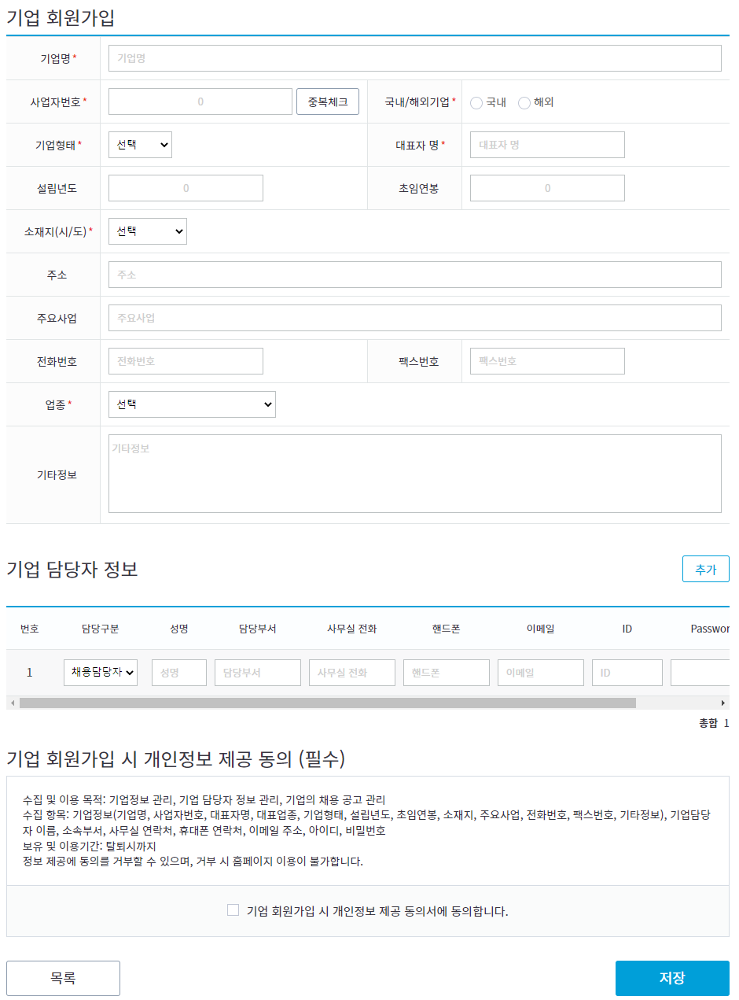 기업 회원가입
기업명 * 기업명
사업자번호 * 0 중복체크 국내/해외기업 * 국내 해외
기업형태 * 선택 대표자 명 * 대표자 명
설립년도 0 초임연봉 0
소재지(시/도) * 선택
주소 주소
주요사업 주요사업
전화번호 전화번호 팩스번호 팩스번호
업종 * 선택
기타정보 기타정보
기업 담당자 정보 추가
번호 담당구분 성명 담당부서 사무실 전화 핸드폰 이메일 ID Passwor
1 채용담당자 성명 담당부서 사무실 전화 핸드폰 이메일 ID
총합 1
기업 회원가입 시 개인정보 제공 동의 (필수)
수집 및 이용 목적: 기업정보 관리, 기업 담당자 정보 관리, 기업의 채용 공고 관리
수집 항목: 기업정보(기업명, 사업자번호, 대표자명, 대표업종, 기업형태, 설립년도, 초임연봉, 소재지, 주요사업, 전화번호, 팩스번호, 기타정보), 기업담당
자 이름, 소속부서, 사무실 연락처, 휴대폰 연락처, 이메일 주소, 아이디, 비밀번호
보유 및 이용기간: 탈퇴시까지
정보 제공에 동의를 거부할 수 있으며, 거부 시 홈페이지 이용이 불가합니다.
기업 회원가입 시 개인정보 제공 동의서에 동의합니다.
목록 저장